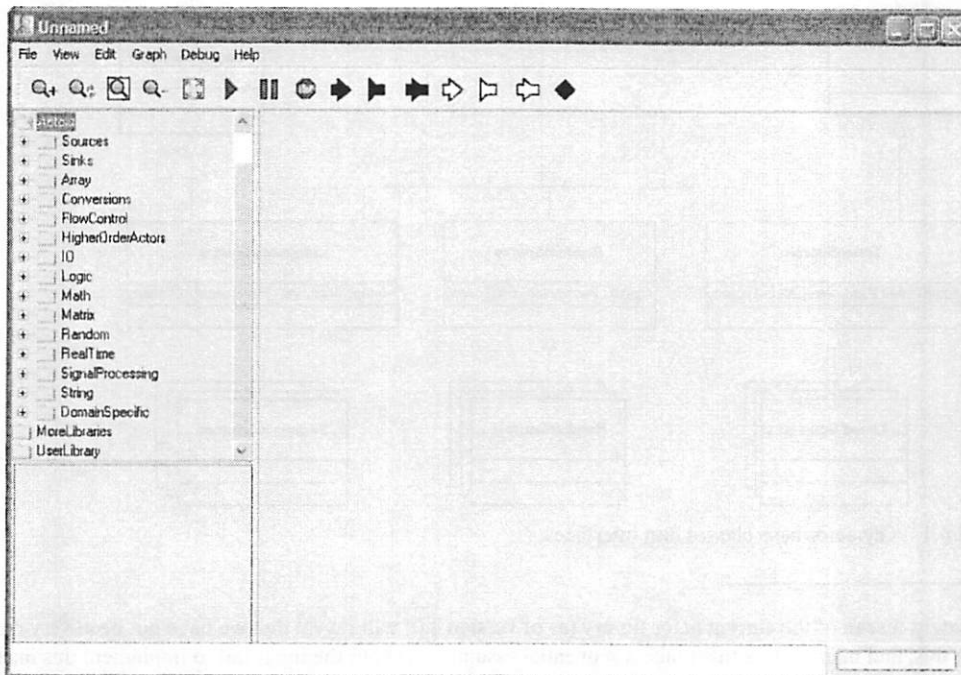 Unnamed
File View Edit Graph Debug Help
Actors
Sources
Sinks
Array
Conversions
FlowControl
HigherOrderActors
IO
Logic
Math
Matrix
Random
RealTime
SignalProcessing
String
DomainSpecific
MoreLibraries
UserLibrary